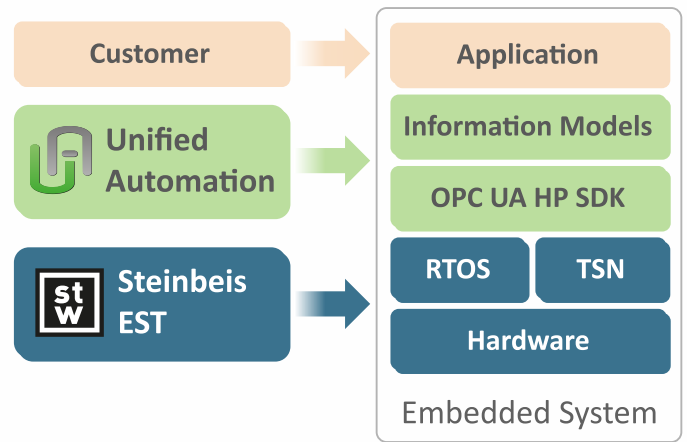 Customer
Application
Unified
Automation
Information Models
OPC UA HP SDK
st
w
Steinbeis
EST
RTOS
TSN
Hardware
Embedded System